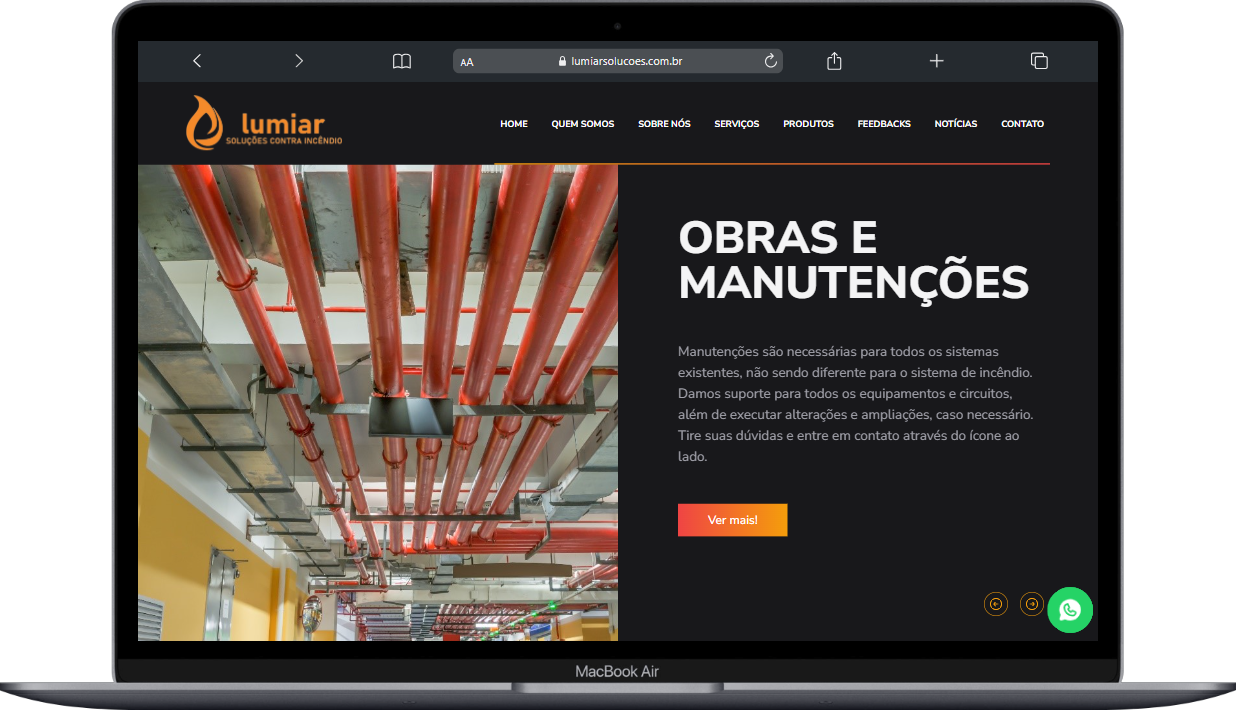 AA
lumiarsolucoes.com.br
lumiar
SOLUÇÕES CONTRA INCÊNDIO
HOME QUEM SOMOS SOBRE NÓS SERVIÇOS PRODUTOS FEEDBACKS NOTÍCIAS CONTATO
OBRAS E
MANUTENÇÕES
Manutenções são necessárias para todos os sistemas
existentes, não sendo diferente para o sistema de incêndio.
Damos suporte para todos os equipamentos e circuitos,
além de executar alterações e ampliações, caso necessário.
Tire suas dúvidas e entre em contato através do ícone ao
lado.
Ver mais!
MacBook Air